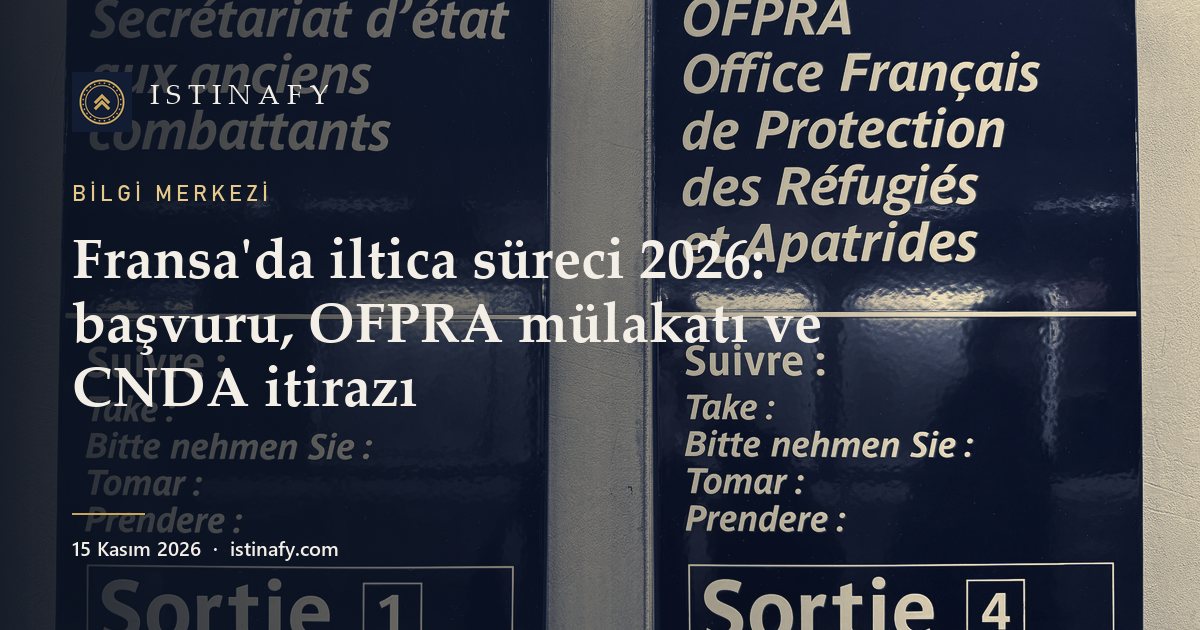 Secrétariat d'état
aux anciens
combattants
OFPRA
Office Français
de Protection
des Réfugiés
et Apatrides
ISTINAFY
BİLGİ MERKEZİ
Fransa'da iltica süreci 2026:
başvuru, OFPRA mülakatı ve
CNDA itirazı
Suivre :
Take :
Bitte nehmen Sie :
Tomar :
Prendere :
Sortie 1
Suivre :
Take :
Bitte nehmen Sie :
Tomar :
Prendere :
Sortie 4
15 Kasım 2026 · istinafy.com